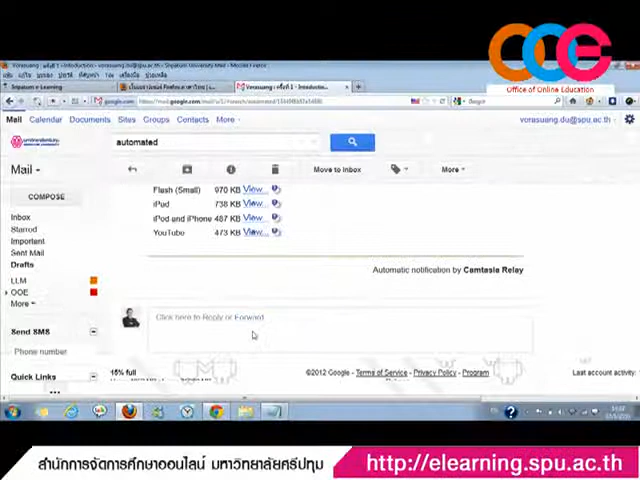 Office of Online Education
Sripatum e-Learning
Mail Calendar Documents Sites Groups Contacts More
vorasuang.du@spu.ac.th
automated
Mail
Move to Inbox
More
COMPOSE
Flash (Small) 970 KB View
iPad 738 KB View...
iPod and iPhone 487 KB View...
YouTube 473 KB View...
Inbox
Starred
Important
Sent Mail
Drafts
LLM
OOE
More
Automatic notification by Camtasia Relay
Click here to Reply or Forward
Send SMS
Phone number
Quick Links
15% full
©2012 Google - Terms of Service - Privacy Policy - Program
Last account activity:
สำนักการจัดการศึกษาออนไลน์ มหาวิทยาลัยศรีปทุม
http://elearning.spu.ac.th